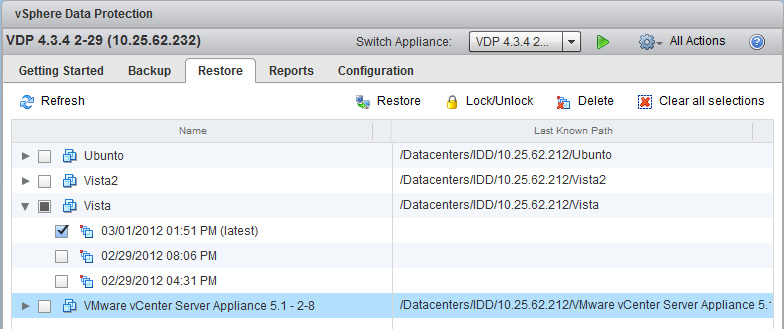 vSphere Data Protection
VDP 4.3.4 2-29 (10.25.62.232) Switch Appliance: VDP 4.3.4 2... All Actions
Getting Started Backup Restore Reports Configuration
Refresh Restore Lock/Unlock Delete Clear all selections
Name Last Known Path
Ubunto /Datacenters/IDD/10.25.62.212/Ubunto
Vista2 /Datacenters/IDD/10.25.62.212/Vista2
Vista /Datacenters/IDD/10.25.62.212/Vista
03/01/2012 01:51 PM (latest)
02/29/2012 08:06 PM
02/29/2012 04:31 PM
VMware vCenter Server Appliance 5.1 - 2-8 /Datacenters/IDD/10.25.62.212/VMware vCenter Server Appliance 5.1